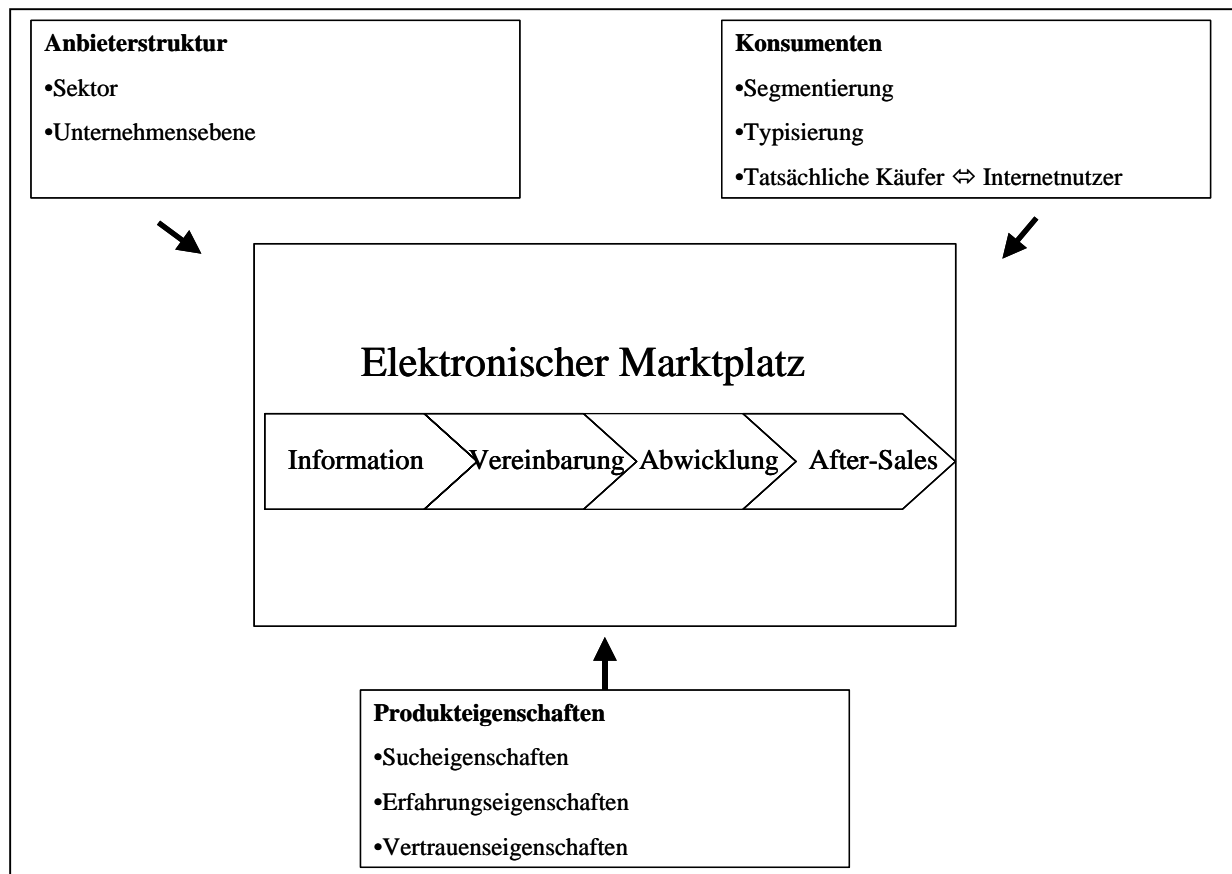 Anbieterstruktur
•Sektor
•Unternehmensebene
Konsumenten
•Segmentierung
•Typisierung
•Tatsächliche Käufer ⇔ Internetnutzer
Elektronischer Marktplatz
Information
Vereinbarung
Abwicklung
After-Sales
Produkteigenschaften
•Sucheigenschaften
•Erfahrungseigenschaften
•Vertrauenseigenschaften